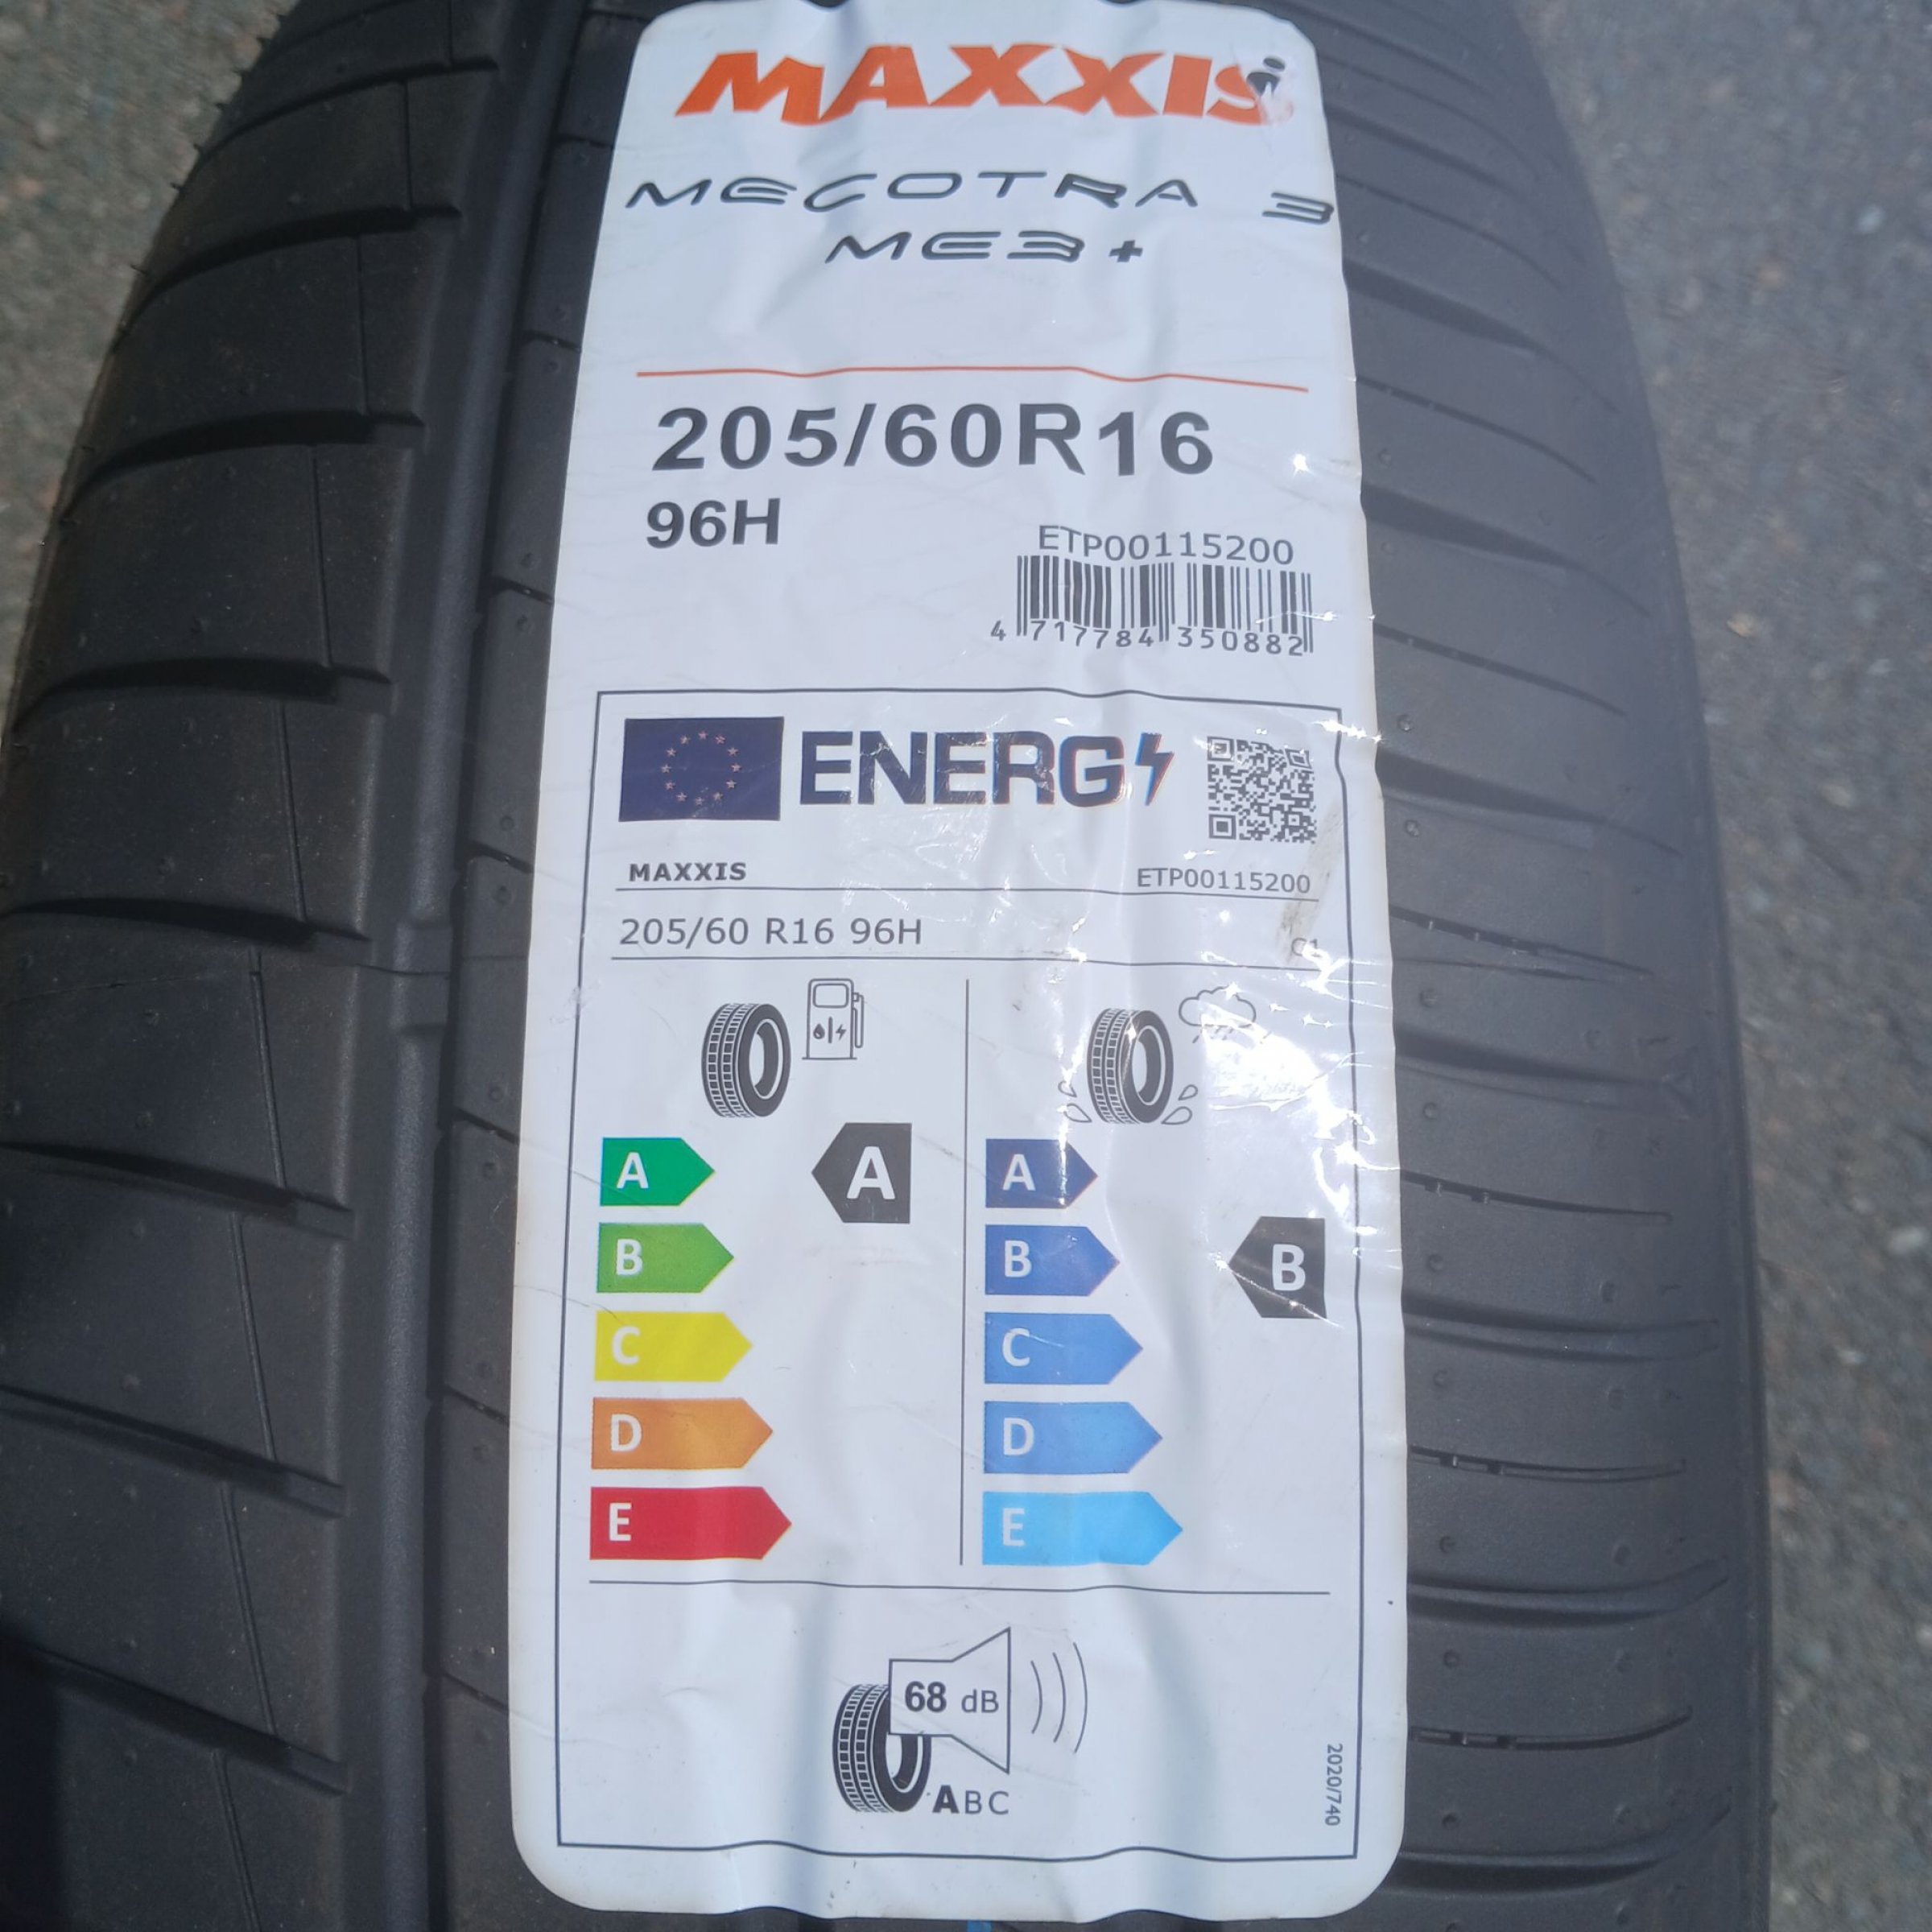 MAXXIS
MECOTRA 3
ME3+
205/60R16
96H
ETP00115200
4 717784 350882
ENERG
MAXXIS
ETP00115200
205/60 R16 96H
C1
A
A
B
C
D
E
A
B
B
C
D
E
68 dB
ABC
2020/740